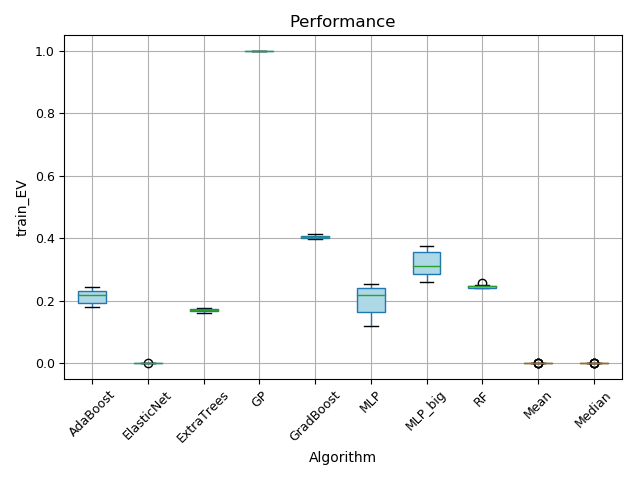 Performance
train_EV
1.0
0.8
0.6
0.4
0.2
0.0
AdaBoost
ElasticNet
ExtraTrees
GP
GradBoost
MLP
MLP_big
RF
Mean
Median
Algorithm